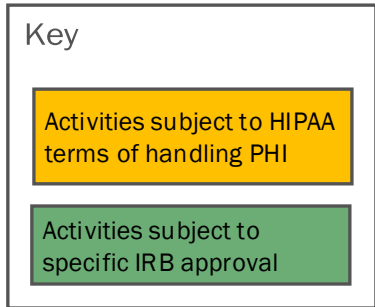 Key
Activities subject to HIPAA
terms of handling PHI
Activities subject to
specific IRB approval